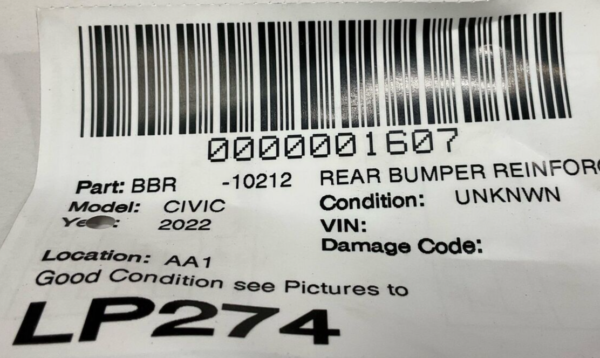 0000001607
Part: BBR -10212 REAR BUMPER REINFOR
Model: CIVIC Condition: UNKNWN
2022 VIN:
Damage Code:
Location: AA1
Good Condition see Pictures to
LP274